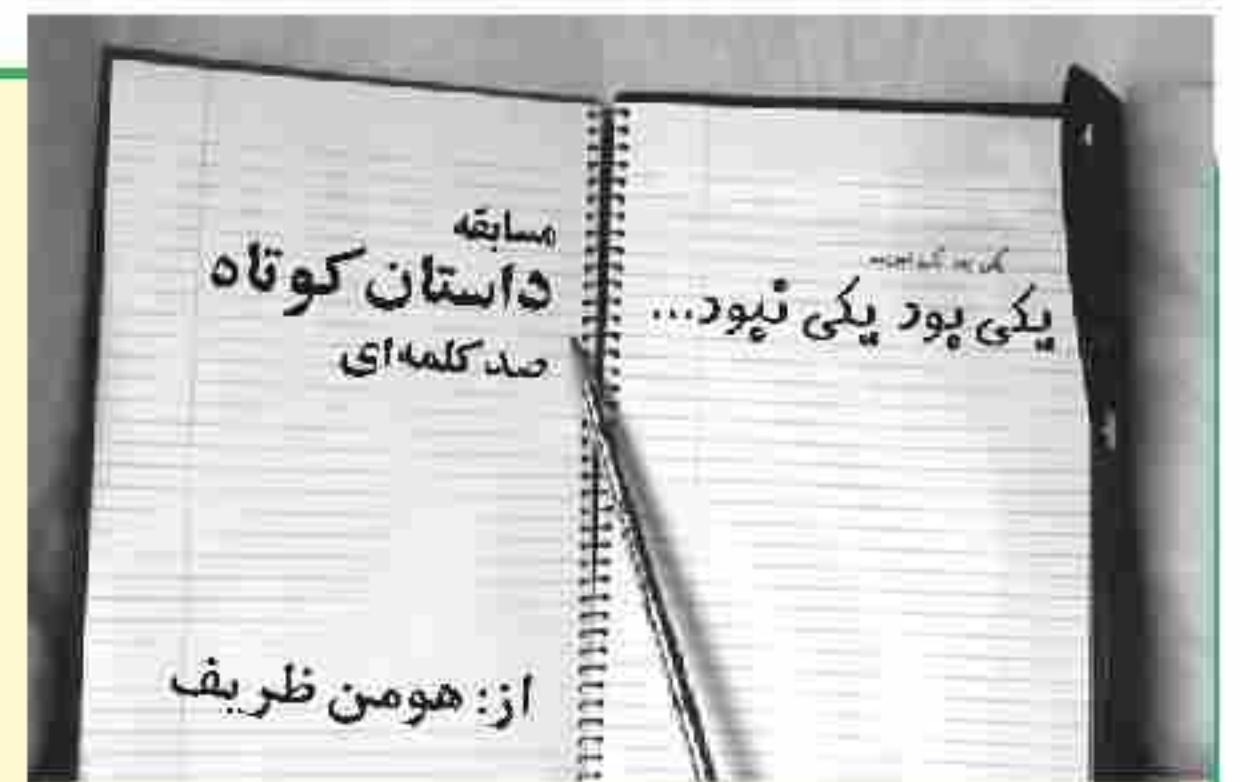 یکی بود یکی نبود...
مسابقه
داستان کوتاه
صد کلمه‌ای
از: هومن ظریف